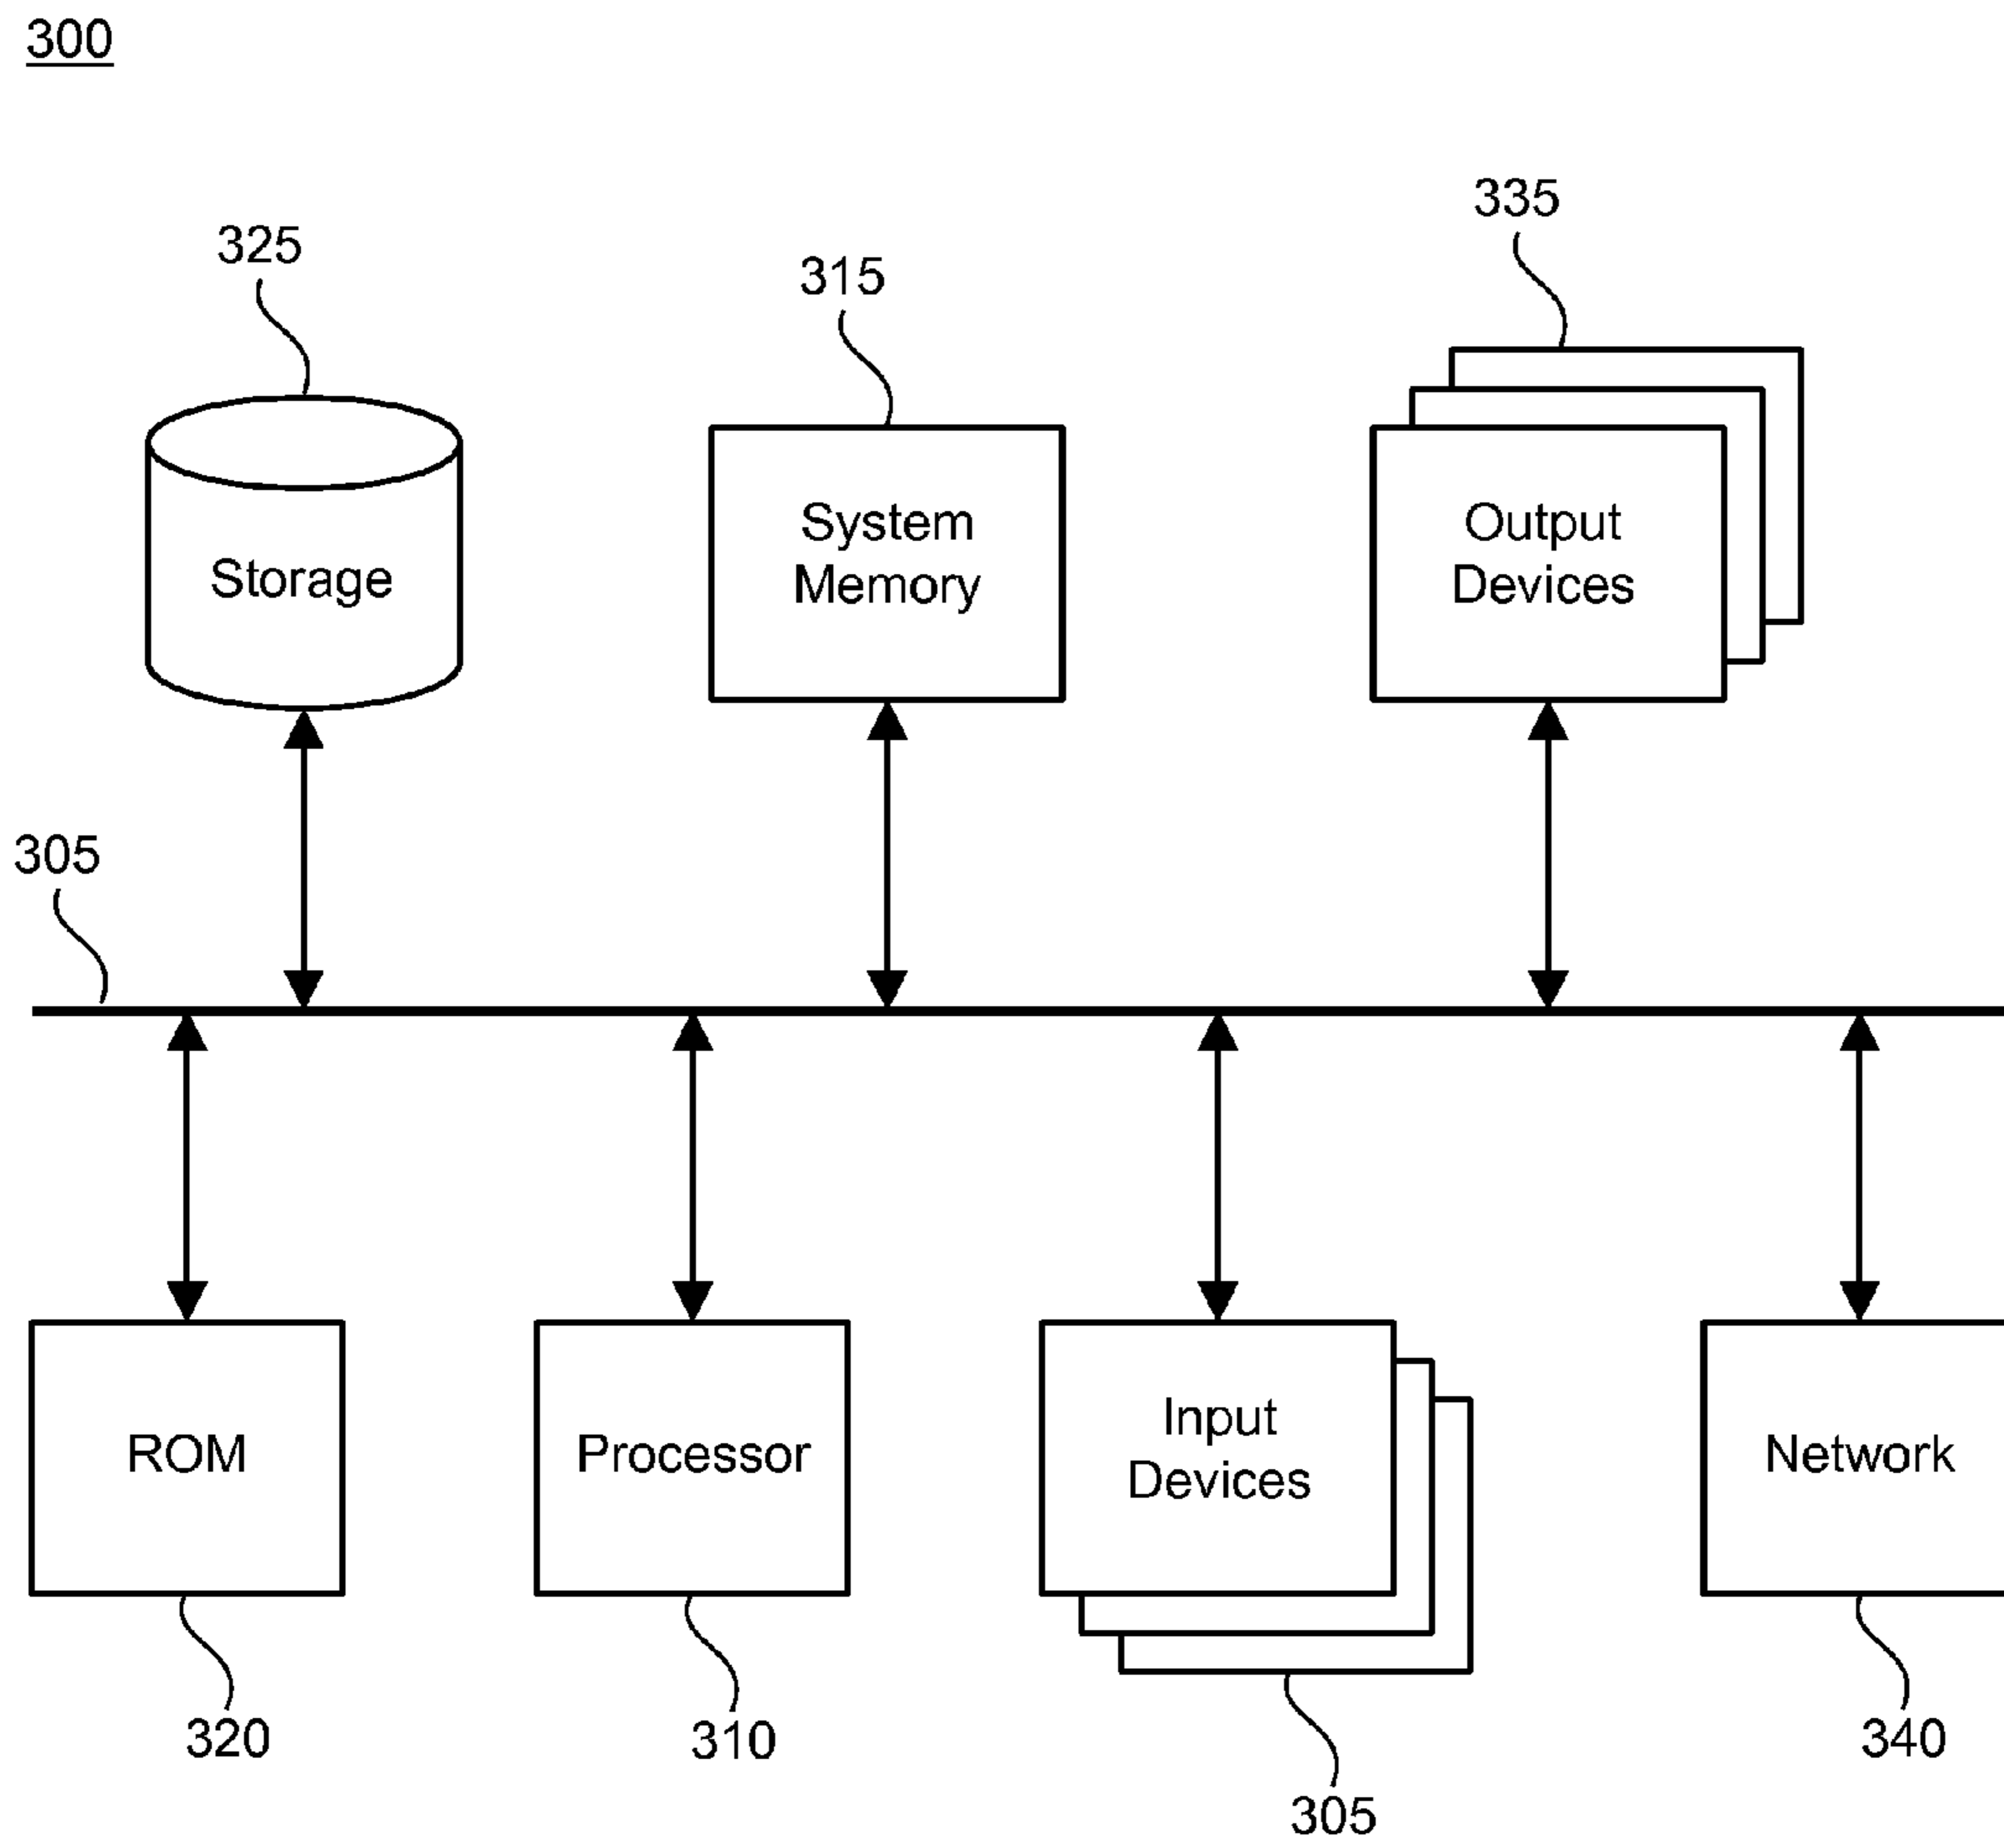 300
325
315
335
Storage
System
Memory
Output
Devices
305
ROM
Processor
Input
Devices
Network
320
310
305
340